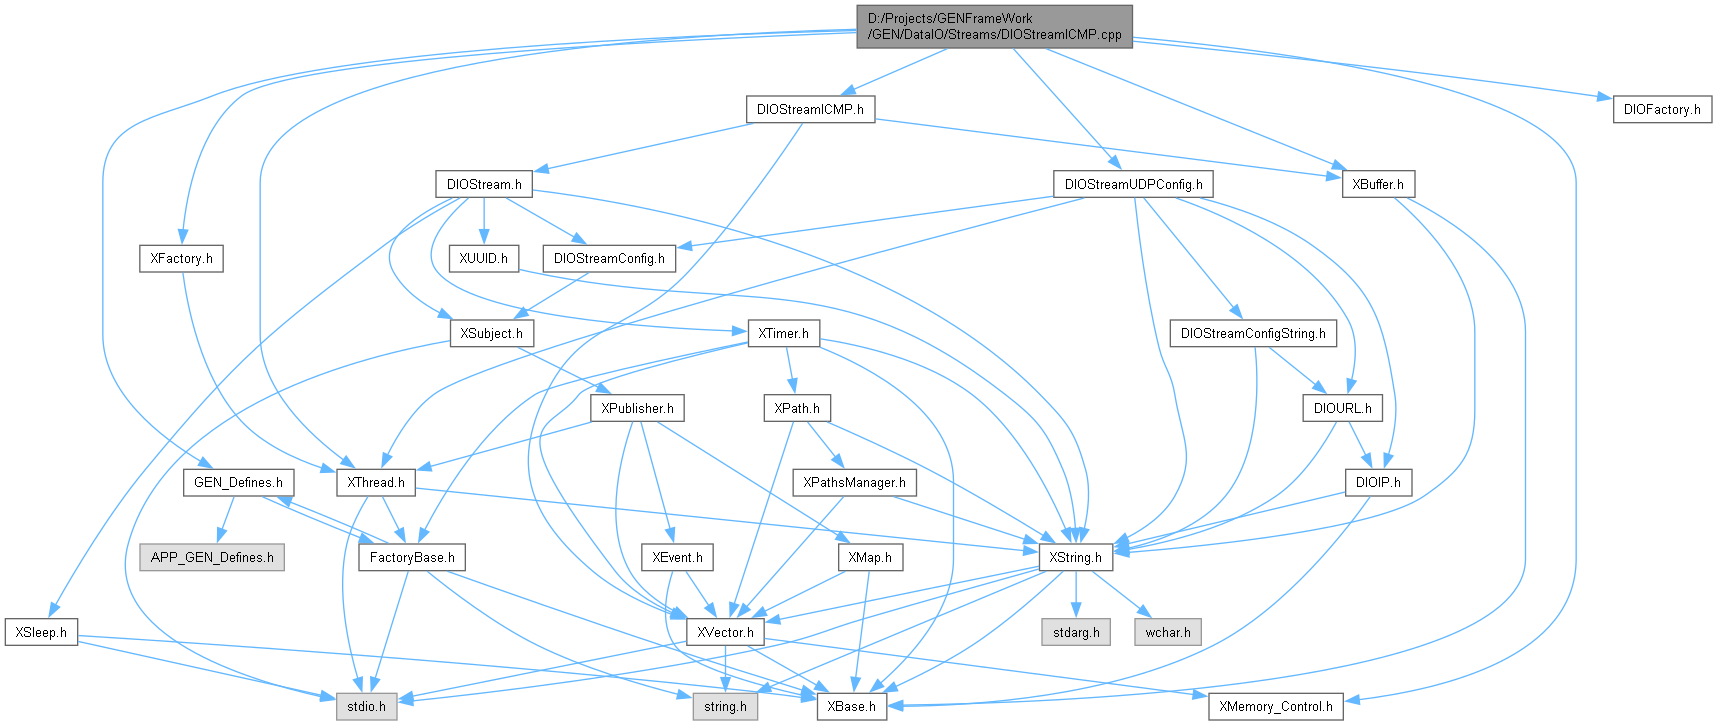 D:/Projects/GENFrameWork
/GEN/DataIO/Streams/DIOStreamICMP.cpp
DIOStreamICMP.h
DIOFactory.h
DIOStream.h
DIOStreamUDPConfig.h
XBuffer.h
XFactory.h
XUUID.h
DIOStreamConfig.h
XSubject.h
XTimer.h
DIOStreamConfigString.h
XPublisher.h
XPath.h
DIOURL.h
GEN_Defines.h
XThread.h
XPathsManager.h
DIOIP.h
APP_GEN_Defines.h
FactoryBase.h
XEvent.h
XMap.h
XString.h
XSleep.h
XVector.h
stdarg.h
wchar.h
stdio.h
string.h
XBase.h
XMemory_Control.h